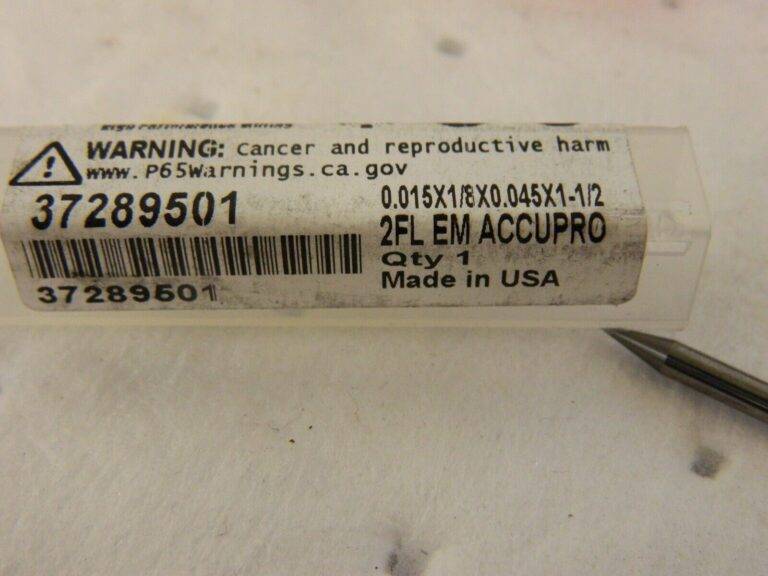 WARNING: Cancer and reproductive harm
www.P65Warnings.ca.gov
37289501
0.015X1/8X0.045X1-1/2
2FL EM ACCUPRO
Qty 1
Made in USA
37289501